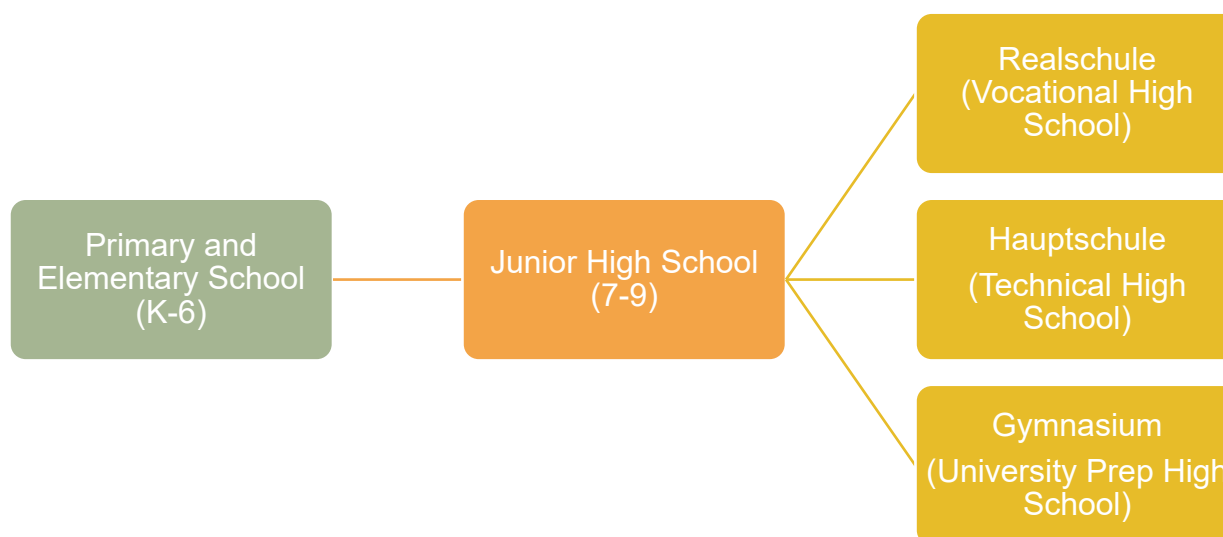 Realschule
(Vocational High
School)
Primary and
Elementary School
(K-6)
Junior High School
(7-9)
Hauptschule
(Technical High
School)
Gymnasium
(University Prep High
School)